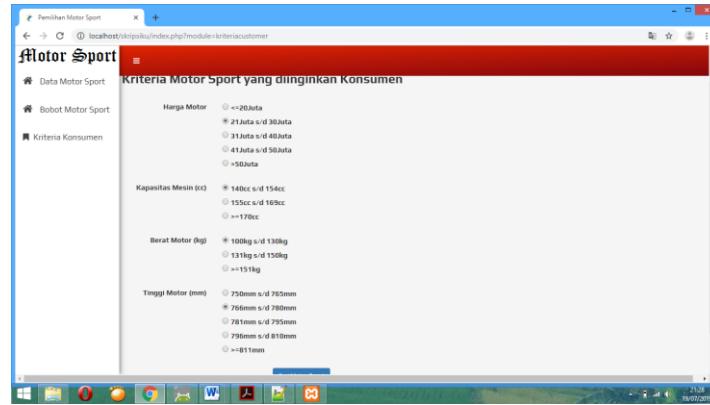 Pemilihan Motor Sport
localhost/skripsiku/index.php?module=kriteriacustomer
Motor Sport
Data Motor Sport
Bobot Motor Sport
Kriteria Konsumen
Kriteria Motor Sport yang diinginkan Konsumen
Harga Motor
<=20Juta
21Juta s/d 30Juta
31Juta s/d 40Juta
41Juta s/d 50Juta
>50Juta
Kapasitas Mesin (cc)
140cc s/d 154cc
155cc s/d 169cc
>=170cc
Berat Motor (kg)
100kg s/d 130kg
131kg s/d 150kg
>=151kg
Tinggi Motor (mm)
750mm s/d 765mm
766mm s/d 780mm
781mm s/d 795mm
796mm s/d 810mm
>=811mm
21:28